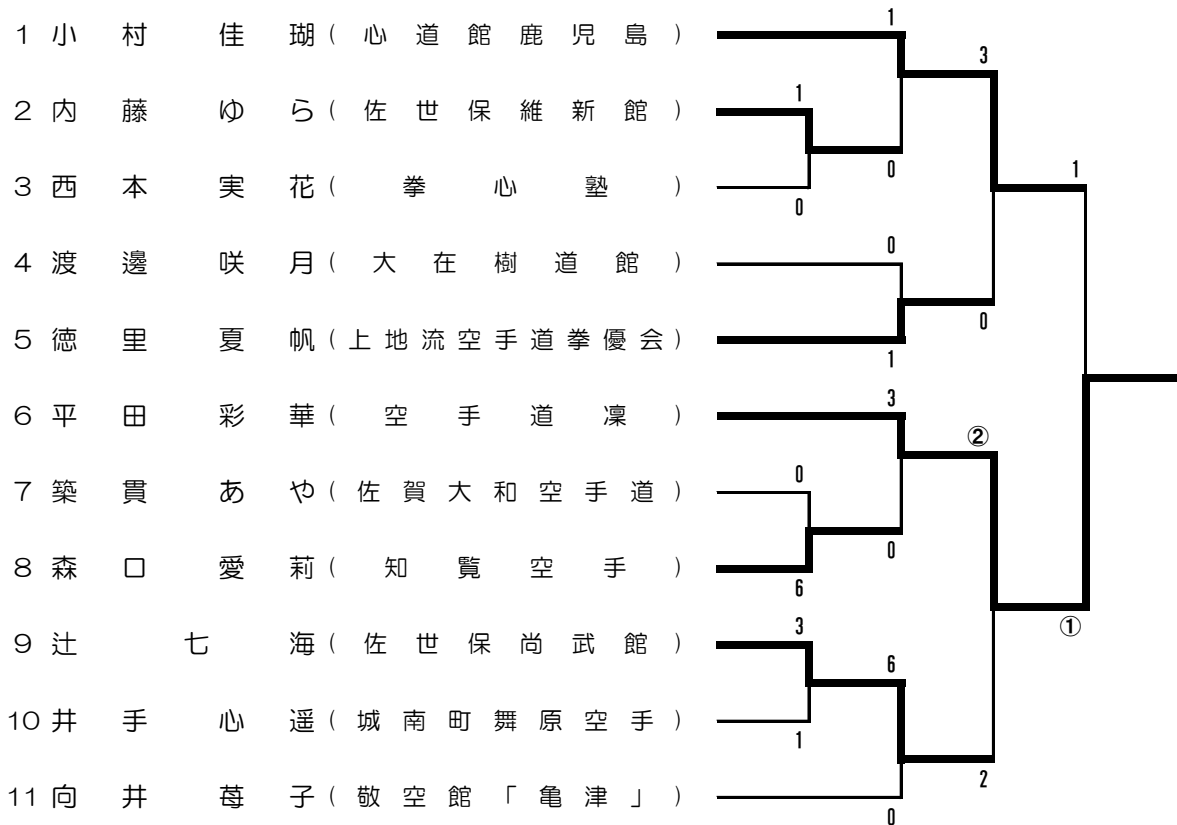 1
1 小村佳瑚(心道館鹿児島)
3
1
2 内藤ゆら(佐世保維新館)
0
1
3 西本実花(拳心塾)
0
0
4 渡邊咲月(大在樹道館)
0
5 徳里夏帆(上地流空手道拳優会)
1
3
6 平田彩華(空手道凜)
②
0
7 築貫あや(佐賀大和空手道)
0
8 森口愛莉(知覧空手)
6
①
3
9 辻七海(佐世保尚武館)
6
10 井手心遥(城南町舞原空手)
1
2
11 向井苺子(敬空館「亀津」)
0